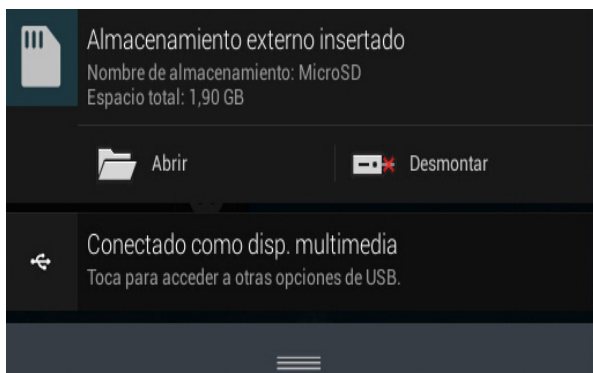 Almacenamiento externo insertado
Nombre de almacenamiento: MicroSD
Espacio total: 1,90 GB
Abrir
Desmontar
Conectado como disp. multimedia
Toca para acceder a otras opciones de USB.